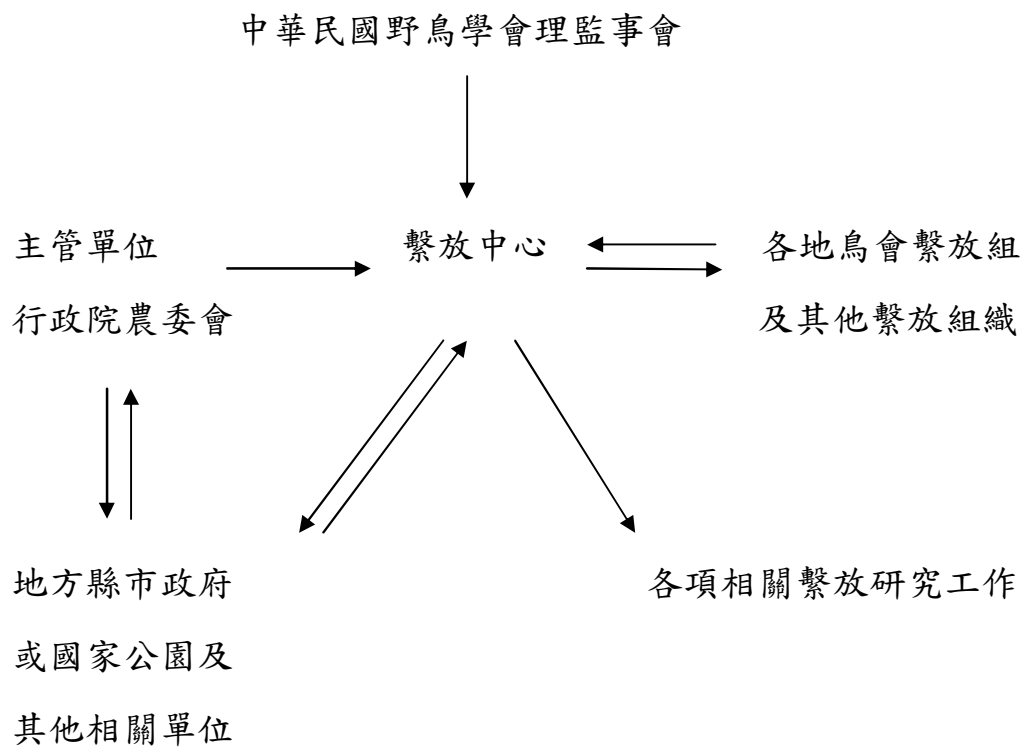 中華民國野鳥學會理監事會
主管單位
行政院農委會
繫放中心
各地鳥會繫放組
及其他繫放組織
地方縣市政府
或國家公園及
其他相關單位
各項相關繫放研究工作